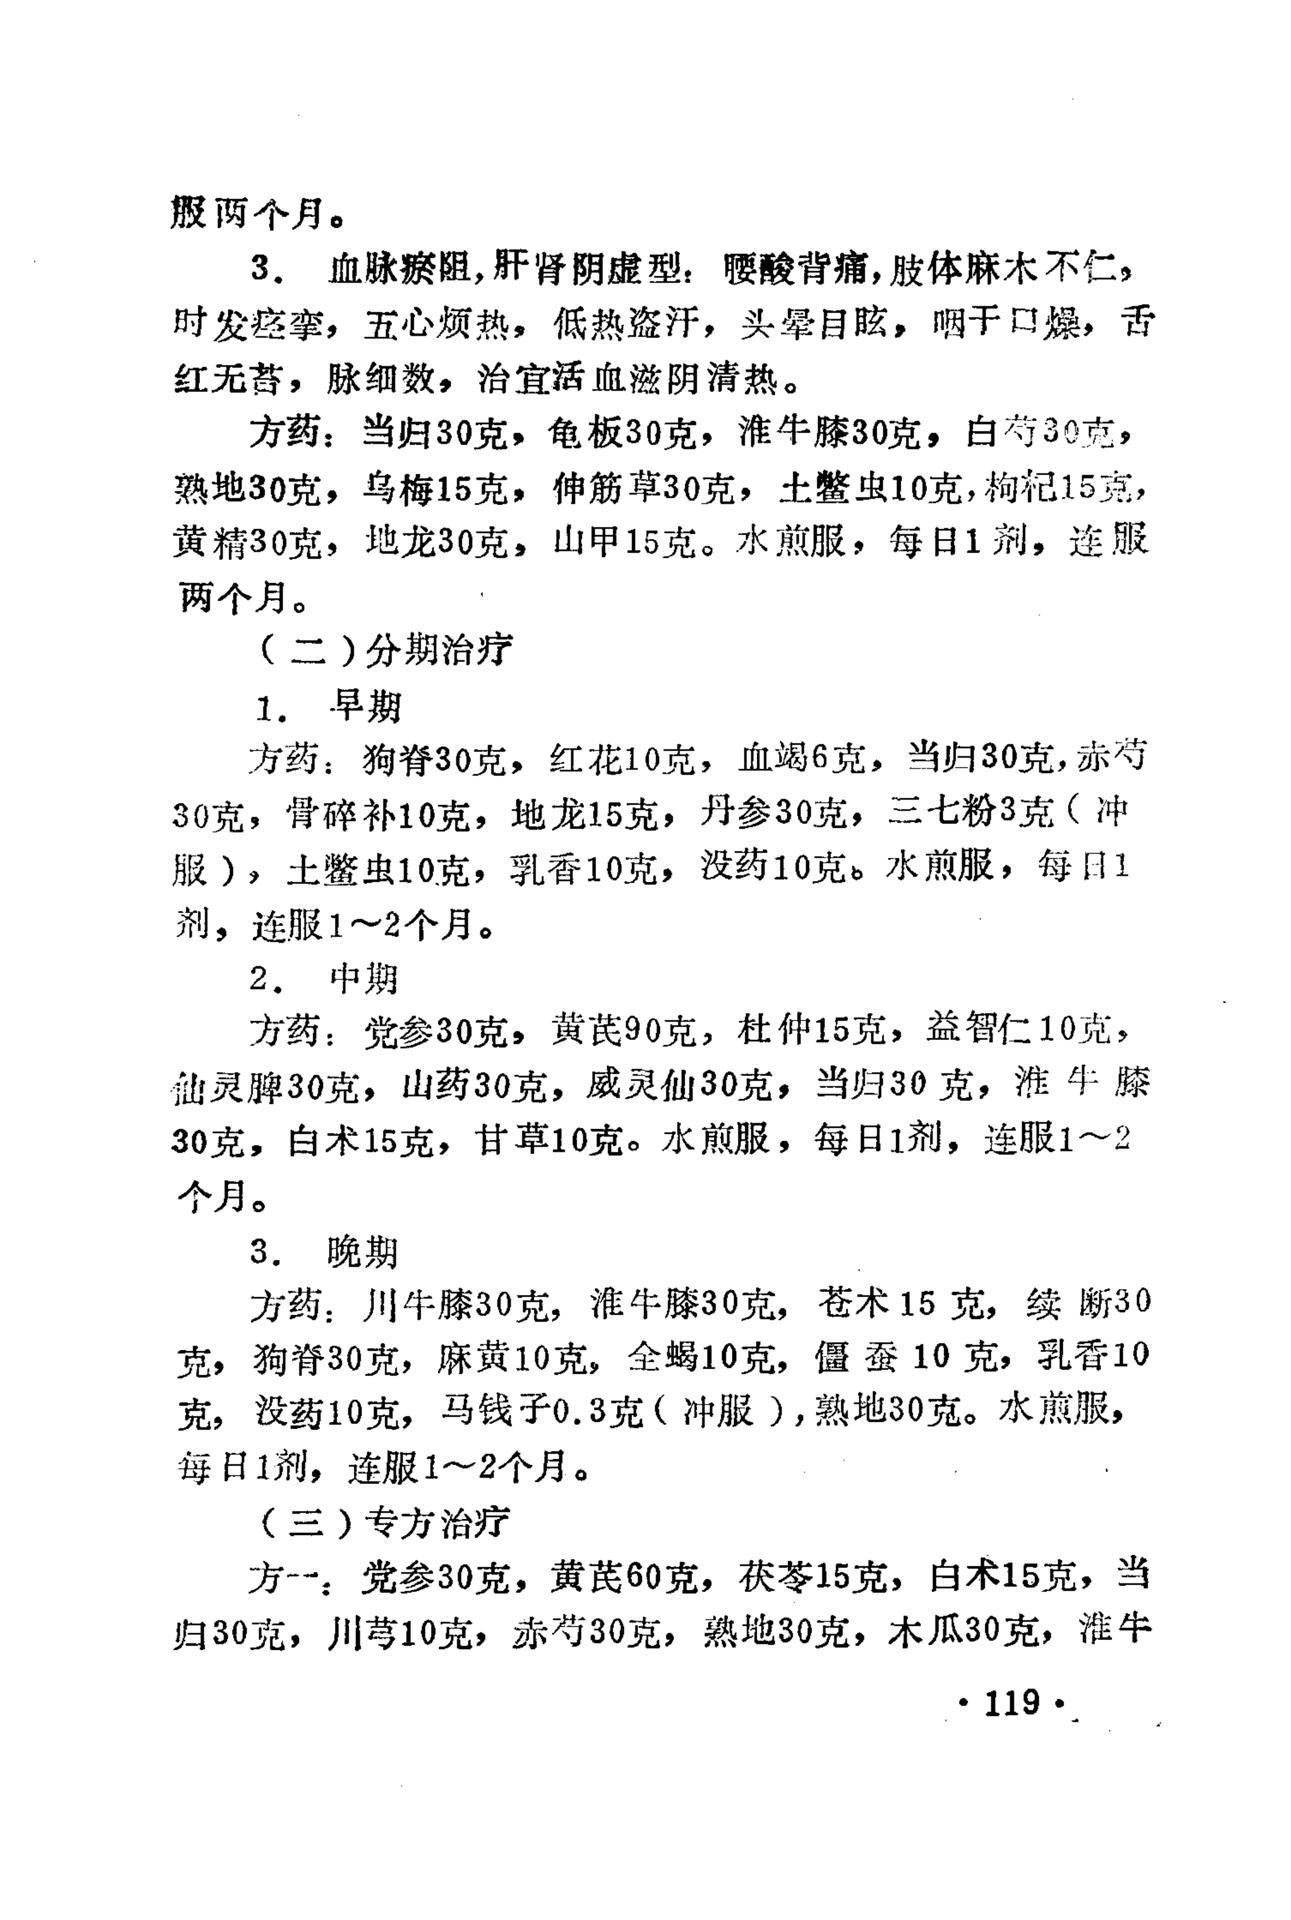 服两个月。
3. 血脉瘀阻，肝肾阴虚型：腰酸背痛，肢体麻木不仁，
时发痉挛，五心烦热，低热盗汗，头晕目眩，咽干口燥，舌
红无苔，脉细数，治宜活血滋阴清热。
方药：当归30克，龟板30克，淮牛膝30克，白芍30克，
熟地30克，乌梅15克，伸筋草30克，土鳖虫10克，枸杞15克，
黄精30克，地龙30克，山甲15克。水煎服，每日1剂，连服
两个月。
（二）分期治疗
1. 早期
方药：狗脊30克，红花10克，血竭6克，当归30克，赤芍
30克，骨碎补10克，地龙15克，丹参30克，三七粉3克（冲
服），土鳖虫10克，乳香10克，没药10克。水煎服，每日1
剂，连服1～2个月。
2. 中期
方药：党参30克，黄芪90克，杜仲15克，益智仁10克，
仙灵脾30克，山药30克，威灵仙30克，当归30克，淮牛膝
30克，白术15克，甘草10克。水煎服，每日1剂，连服1～2
个月。
3. 晚期
方药：川牛膝30克，淮牛膝30克，苍术15克，续断30
克，狗脊30克，麻黄10克，全蝎10克，僵蚕10克，乳香10
克，没药10克，马钱子0.3克（冲服），熟地30克。水煎服，
每日1剂，连服1～2个月。
（三）专方治疗
方一：党参30克，黄芪60克，茯苓15克，白术15克，当
归30克，川芎10克，赤芍30克，熟地30克，木瓜30克，淮牛
·119·